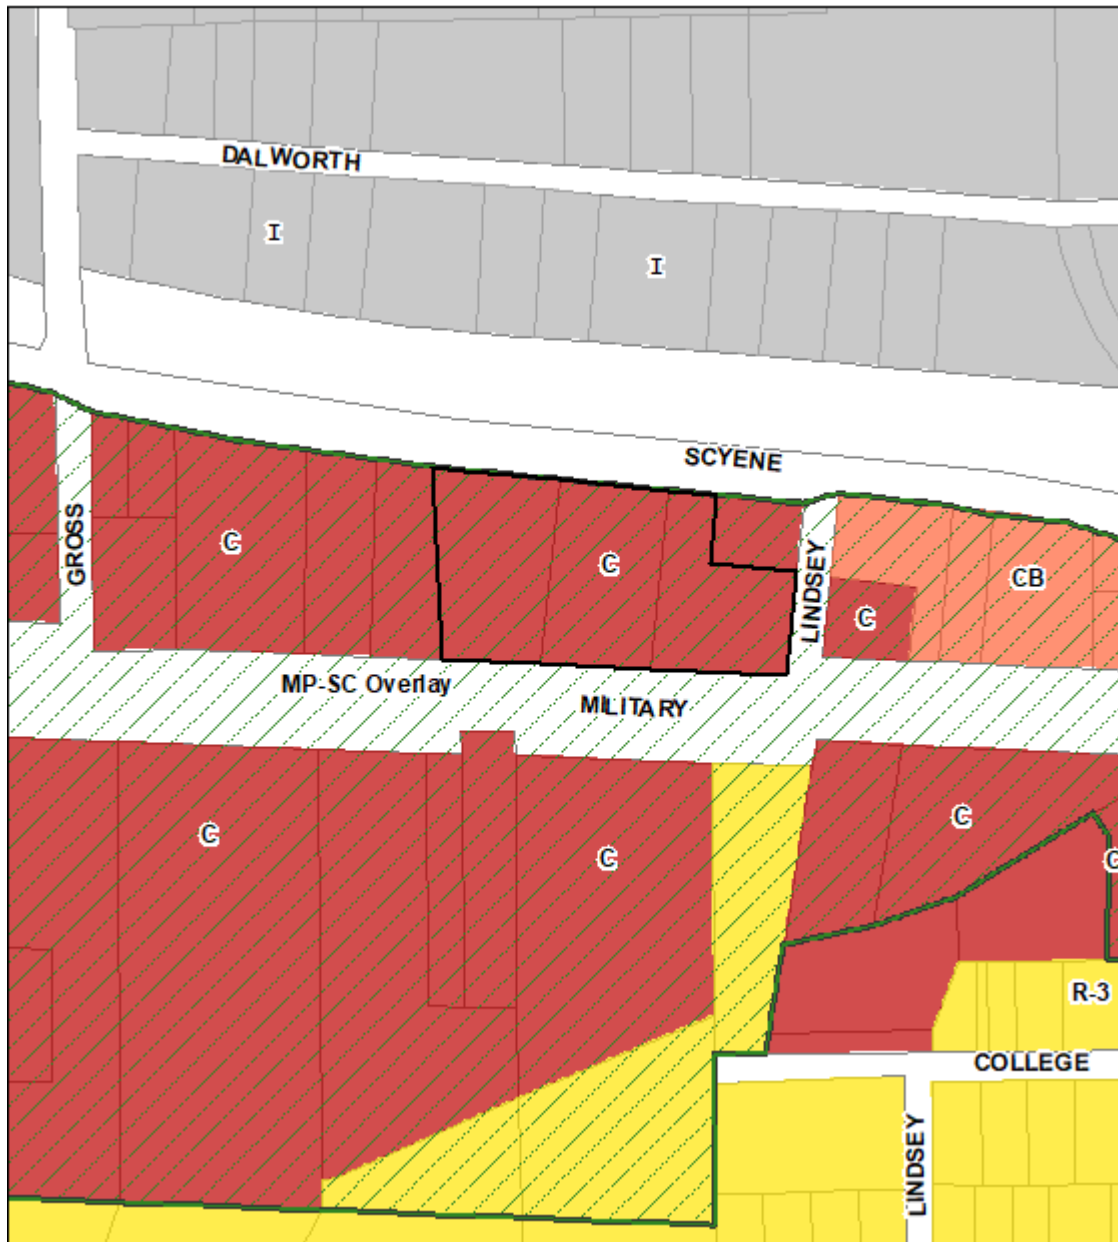 DALWORTH
I
I
SCYENE
GROSS
C
C
LINDSEY
C
CB
MP-SC Overlay
MILITARY
C
C
C
C
R-3
COLLEGE
LINDSEY